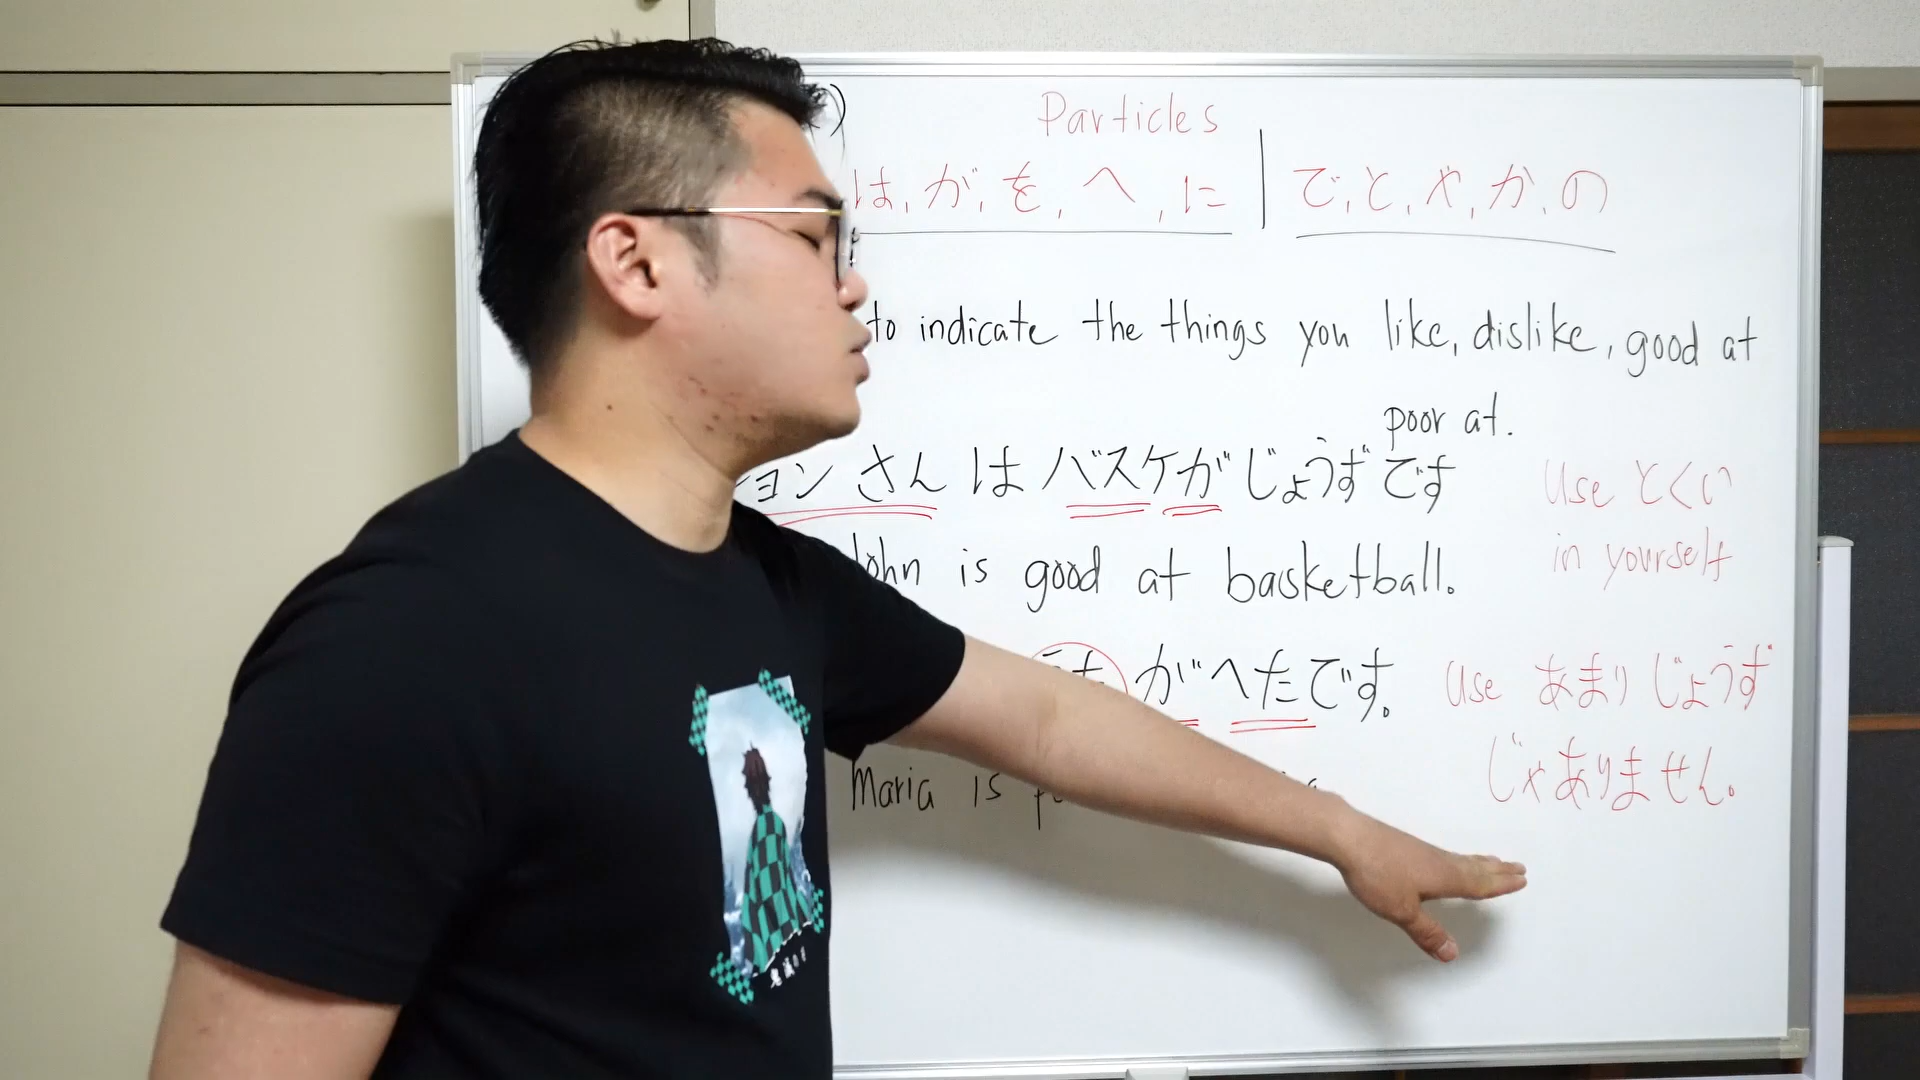 Particles
は, が, を, へ, に | で, と, や, か, の
to indicate the things you like, dislike, good at
poor at.
ョン さん は バスケが じょうず です
Use とくい
in yourself
John is good at basketball.
うた が へた です。
Use あまり じょうず
じゃありません。
Maria is